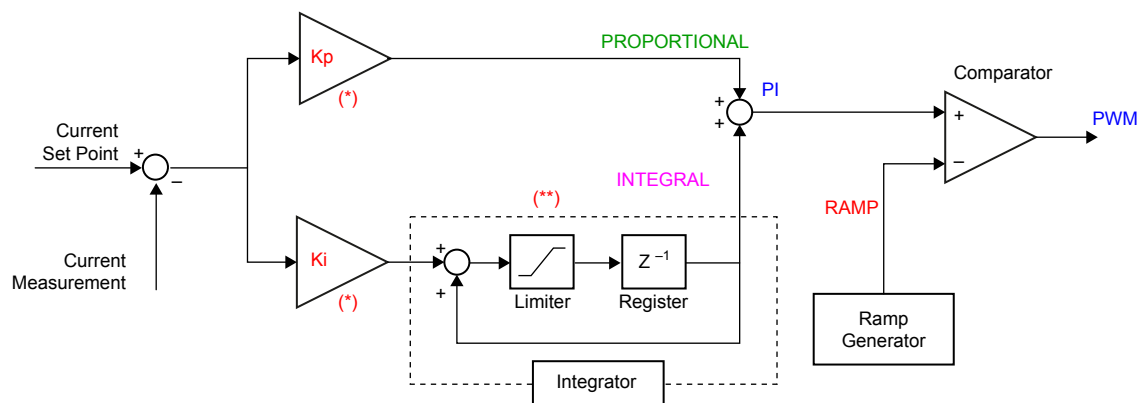 PROPORTIONAL
Kp
(*)
Comparator
PI
+
+
+
–
PWM
Current
Set Point
+
–
INTEGRAL
(**)
RAMP
Current
Measurement
Ki
(*)
+
+
Limiter
Z –1
Register
Integrator
Ramp
Generator